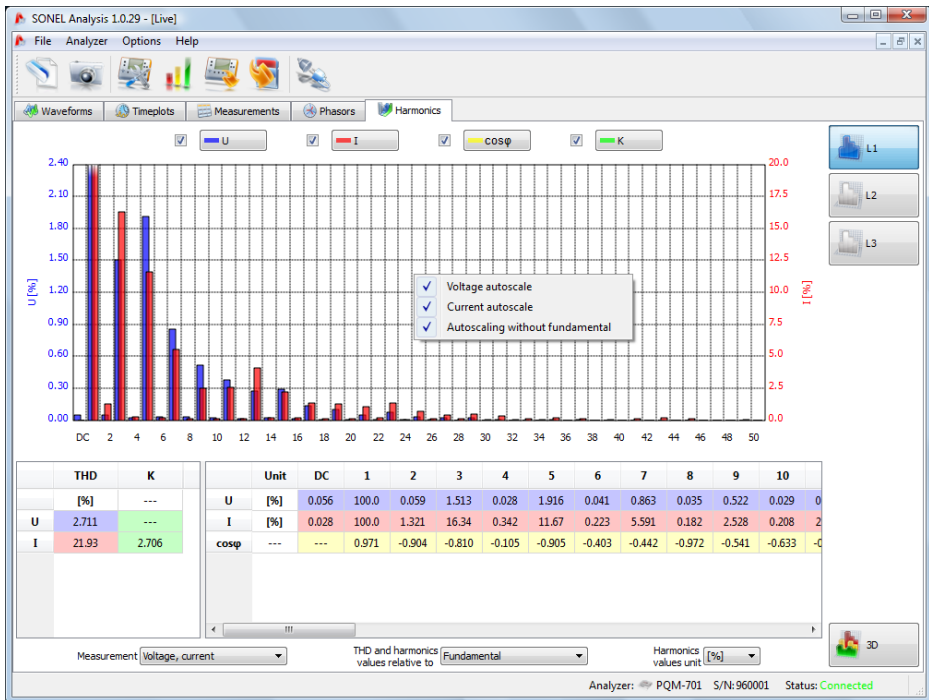 SONEL Analysis 1.0.29 - [Live]
File Analyzer Options Help
Waveforms Timeplots Measurements Phasors Harmonics
U I cosφ K
L1
L2
L3
2.40 20.0
2.10 17.5
1.80 15.0
1.50 12.5
1.20 10.0
0.90 7.5
0.60 5.0
0.30 2.5
0.00 0.0
U [%]
I [%]
Voltage autoscale
Current autoscale
Autoscaling without fundamental
DC 2 4 6 8 10 12 14 16 18 20 22 24 26 28 30 32 34 36 38 40 42 44 46 48 50
THD K
[%] ---
U 2.711 ---
I 21.93 2.706
Unit DC 1 2 3 4 5 6 7 8 9 10
U [%] 0.056 100.0 0.059 1.513 0.028 1.916 0.041 0.863 0.035 0.522 0.029 0
I [%] 0.028 100.0 1.321 16.34 0.342 11.67 0.223 5.591 0.182 2.528 0.208 2
cosφ --- --- 0.971 -0.904 -0.810 -0.105 -0.905 -0.403 -0.442 -0.972 -0.541 -0.633 -0
3D
Measurement Voltage, current
THD and harmonics values relative to Fundamental
Harmonics values unit [%]
Analyzer: PQM-701 S/N: 960001 Status: Connected